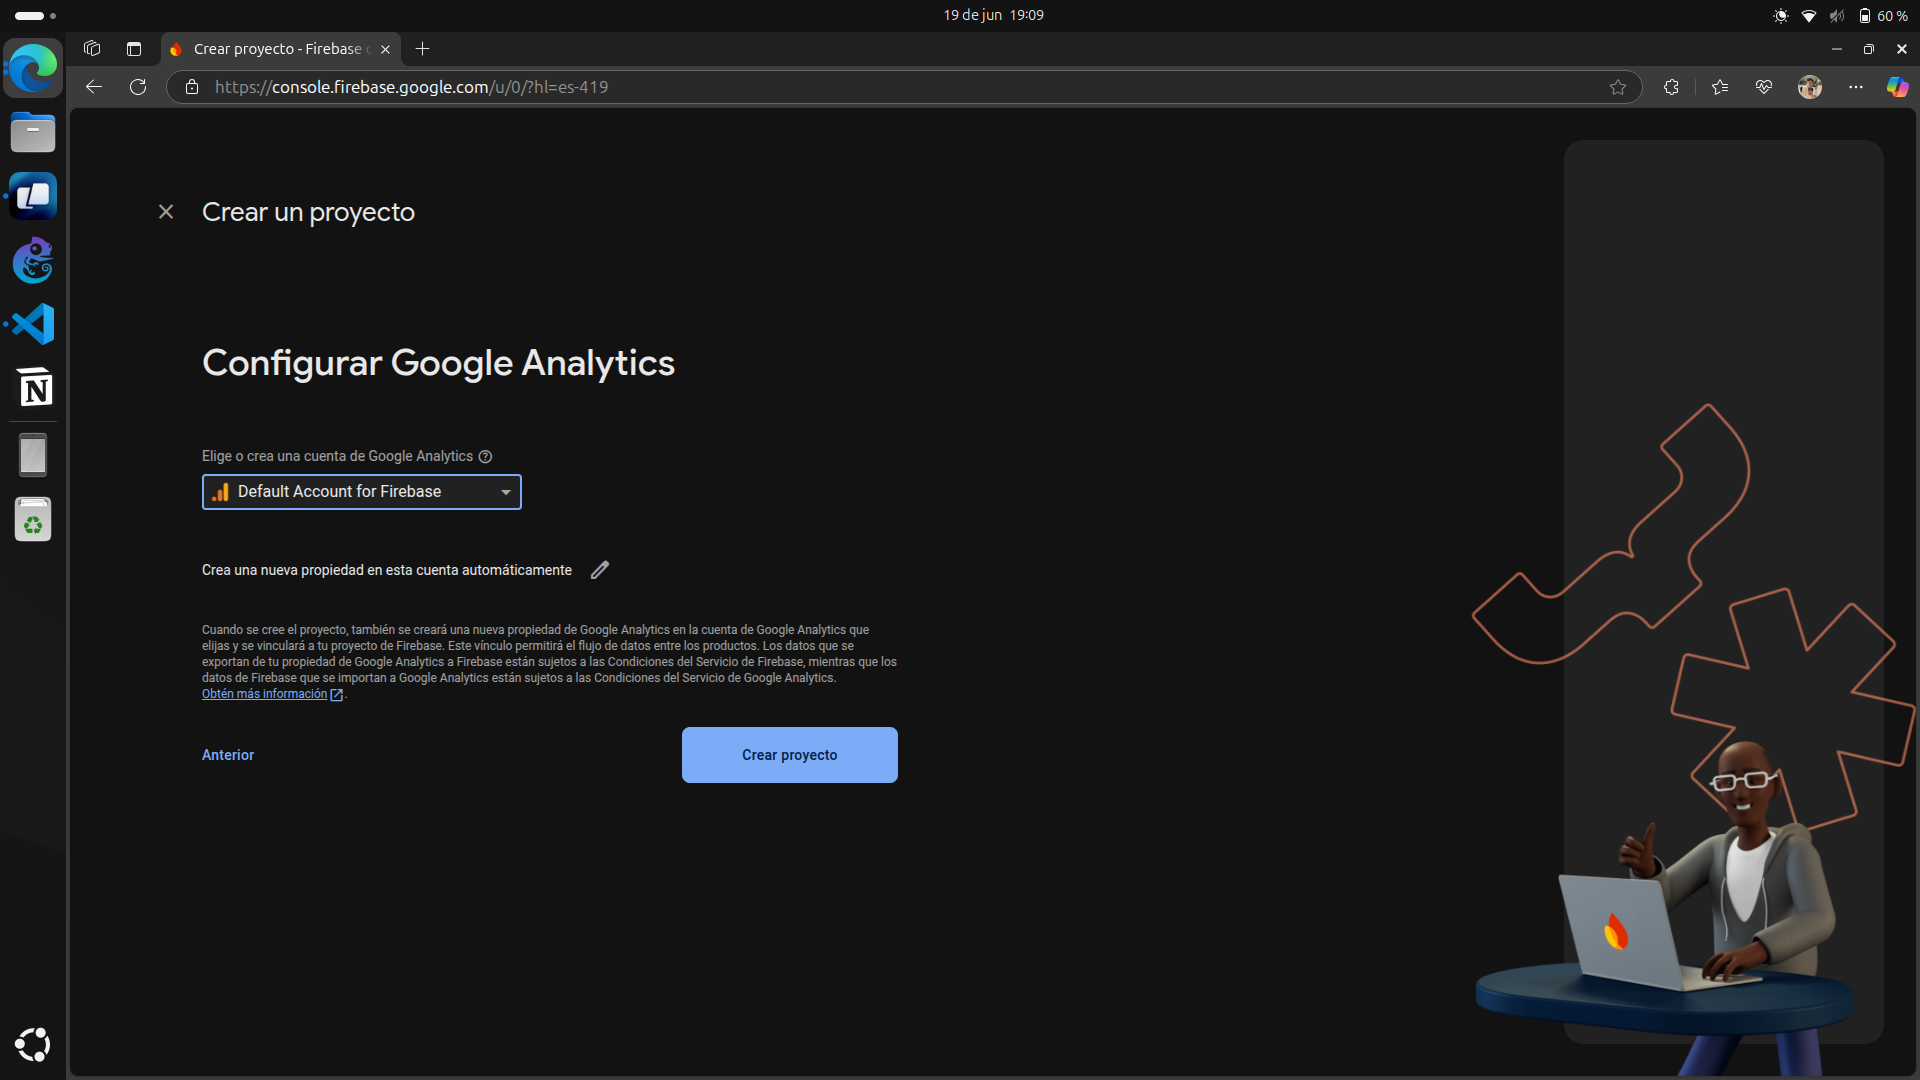 19 de jun 19:09
60 %
Crear proyecto - Firebase c
https://console.firebase.google.com/u/0/?hl=es-419
Crear un proyecto
Configurar Google Analytics
Elige o crea una cuenta de Google Analytics
Default Account for Firebase
Crea una nueva propiedad en esta cuenta automáticamente
Cuando se cree el proyecto, también se creará una nueva propiedad de Google Analytics en la cuenta de Google Analytics que
elijas y se vinculará a tu proyecto de Firebase. Este vínculo permitirá el flujo de datos entre los productos. Los datos que se
exportan de tu propiedad de Google Analytics a Firebase están sujetos a las Condiciones del Servicio de Firebase, mientras que los
datos de Firebase que se importan a Google Analytics están sujetos a las Condiciones del Servicio de Google Analytics.
Obtén más información .
Anterior
Crear proyecto